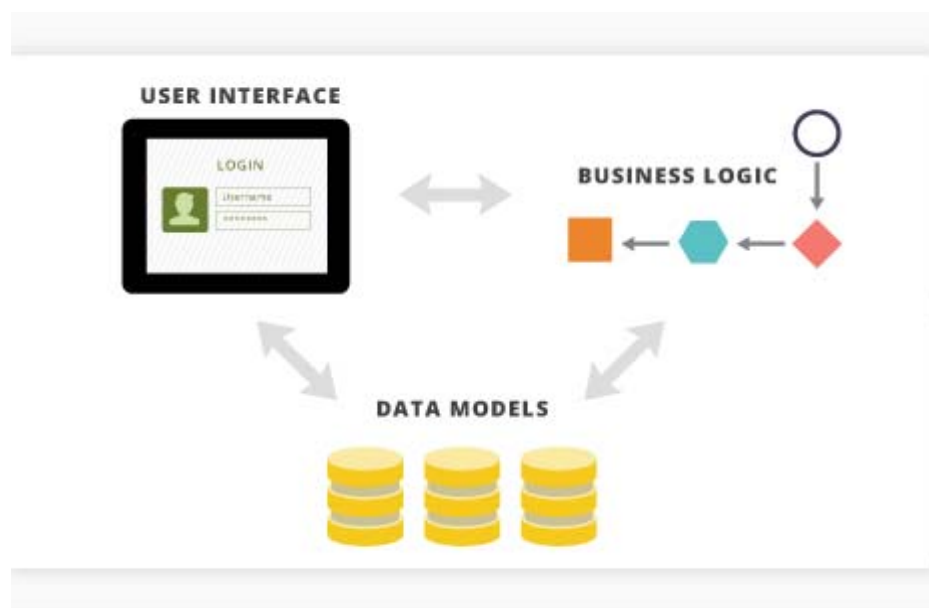 USER INTERFACE
LOGIN
Username
********
BUSINESS LOGIC
DATA MODELS